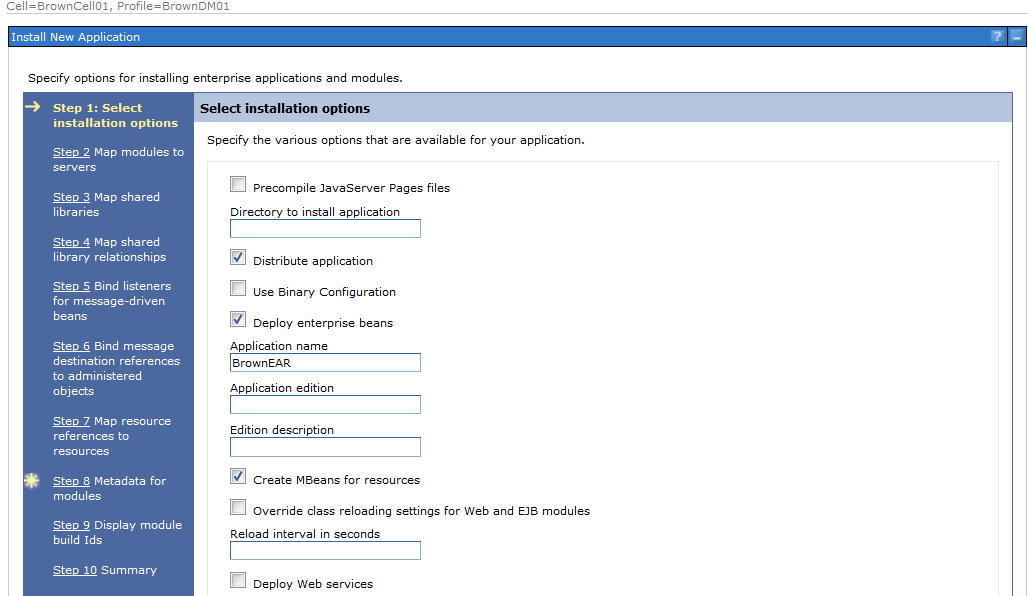 Cell=BrownCell01, Profile=BrownDM01
Install New Application
?
Specify options for installing enterprise applications and modules.
Step 1: Select
installation options
Step 2 Map modules to
servers
Step 3 Map shared
libraries
Step 4 Map shared
library relationships
Step 5 Bind listeners
for message-driven
beans
Step 6 Bind message
destination references
to administered
objects
Step 7 Map resource
references to
resources
Step 8 Metadata for
modules
Step 9 Display module
build Ids
Step 10 Summary
Select installation options
Specify the various options that are available for your application.
Precompile JavaServer Pages files
Directory to install application
Distribute application
Use Binary Configuration
Deploy enterprise beans
Application name
BrownEAR
Application edition
Edition description
Create MBeans for resources
Override class reloading settings for Web and EJB modules
Reload interval in seconds
Deploy Web services